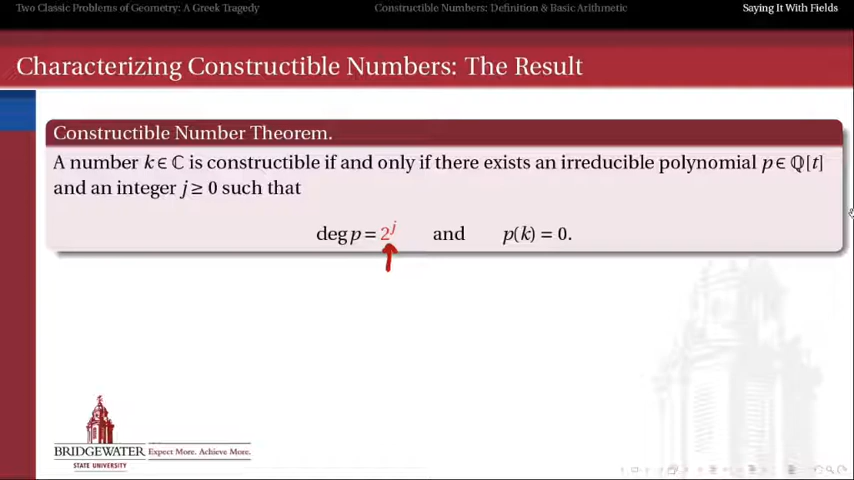 Two Classic Problems of Geometry: A Greek Tragedy
Constructible Numbers: Definition & Basic Arithmetic
Saying It With Fields
Characterizing Constructible Numbers: The Result
Constructible Number Theorem.
A number k ∈ ℂ is constructible if and only if there exists an irreducible polynomial p ∈ ℚ[t]
and an integer j ≥ 0 such that
deg p = 2^j and p(k) = 0.
BRIDGEWATER
STATE UNIVERSITY
Expect More. Achieve More.